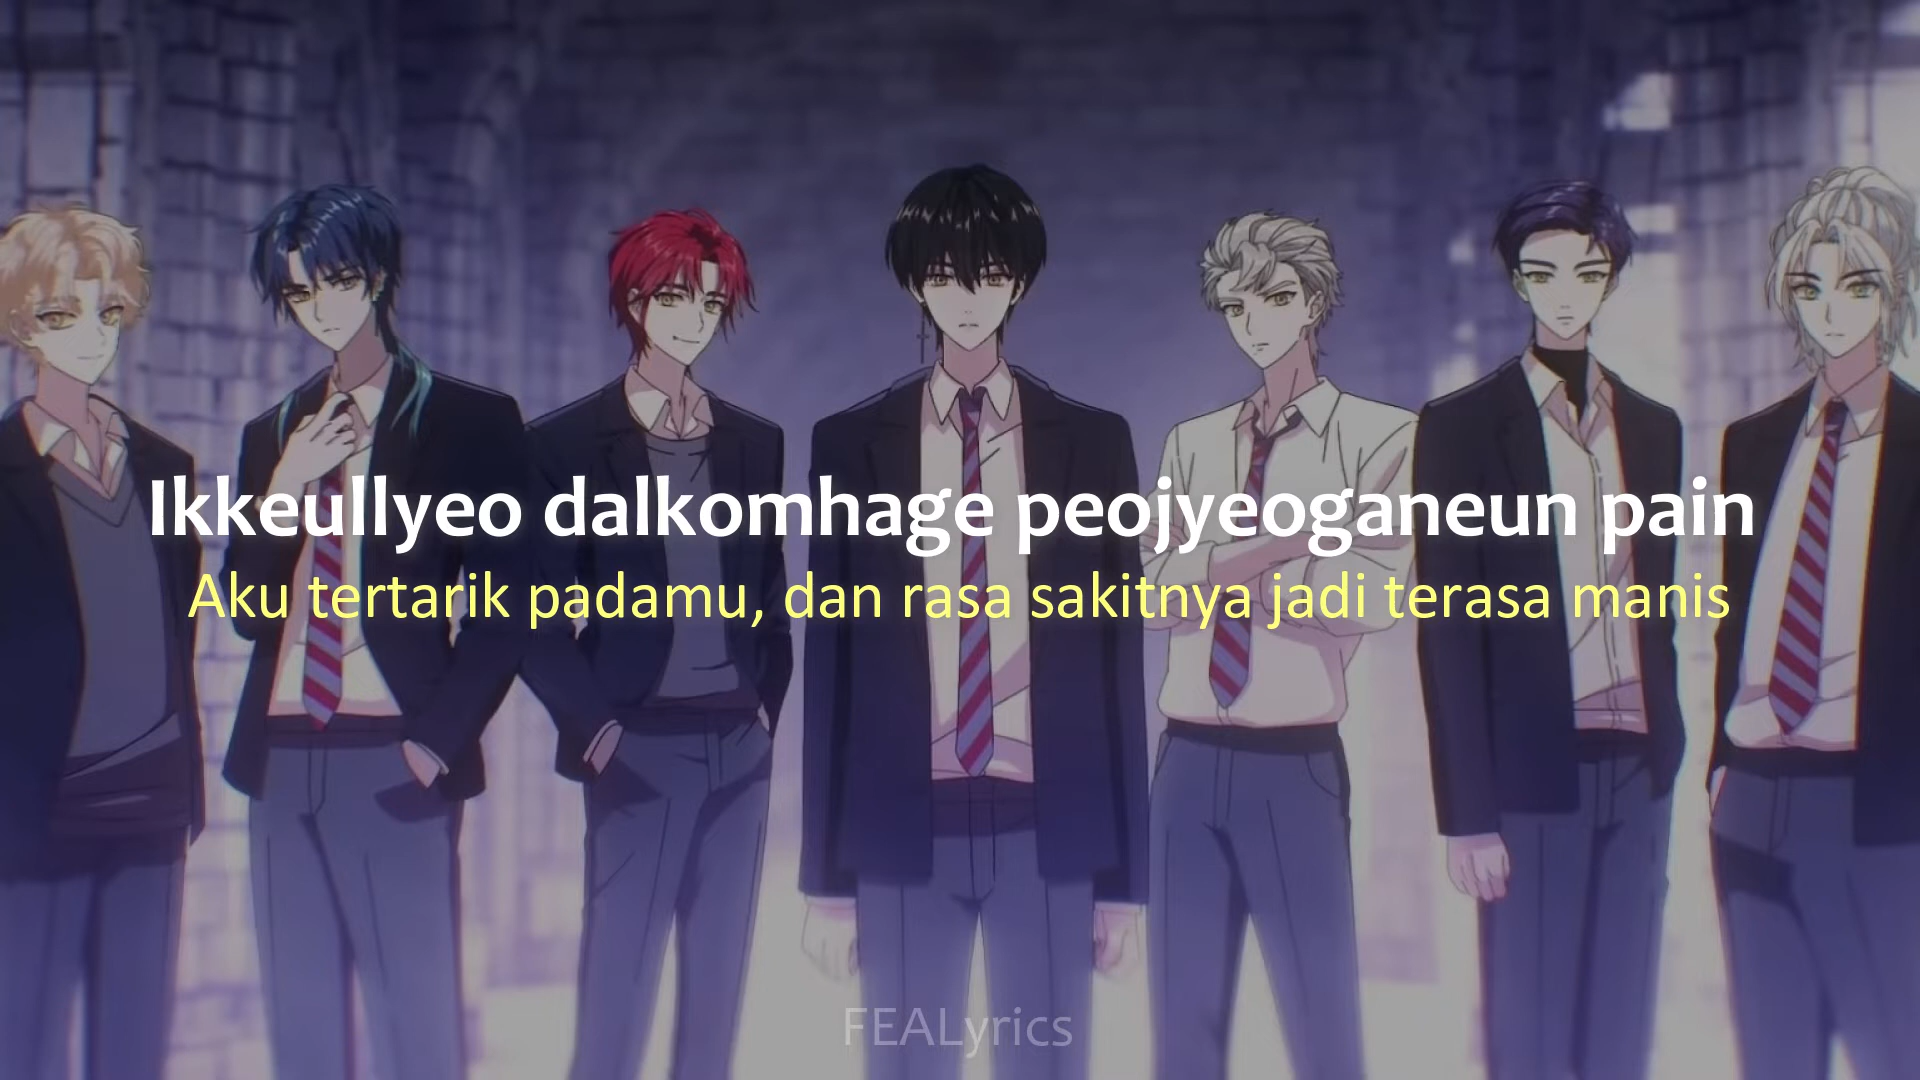 Ikkeullyeo dalkomhage peojyeoganeun pain
Aku tertarik padamu, dan rasa sakitnya jadi terasa manis
FEALyrics